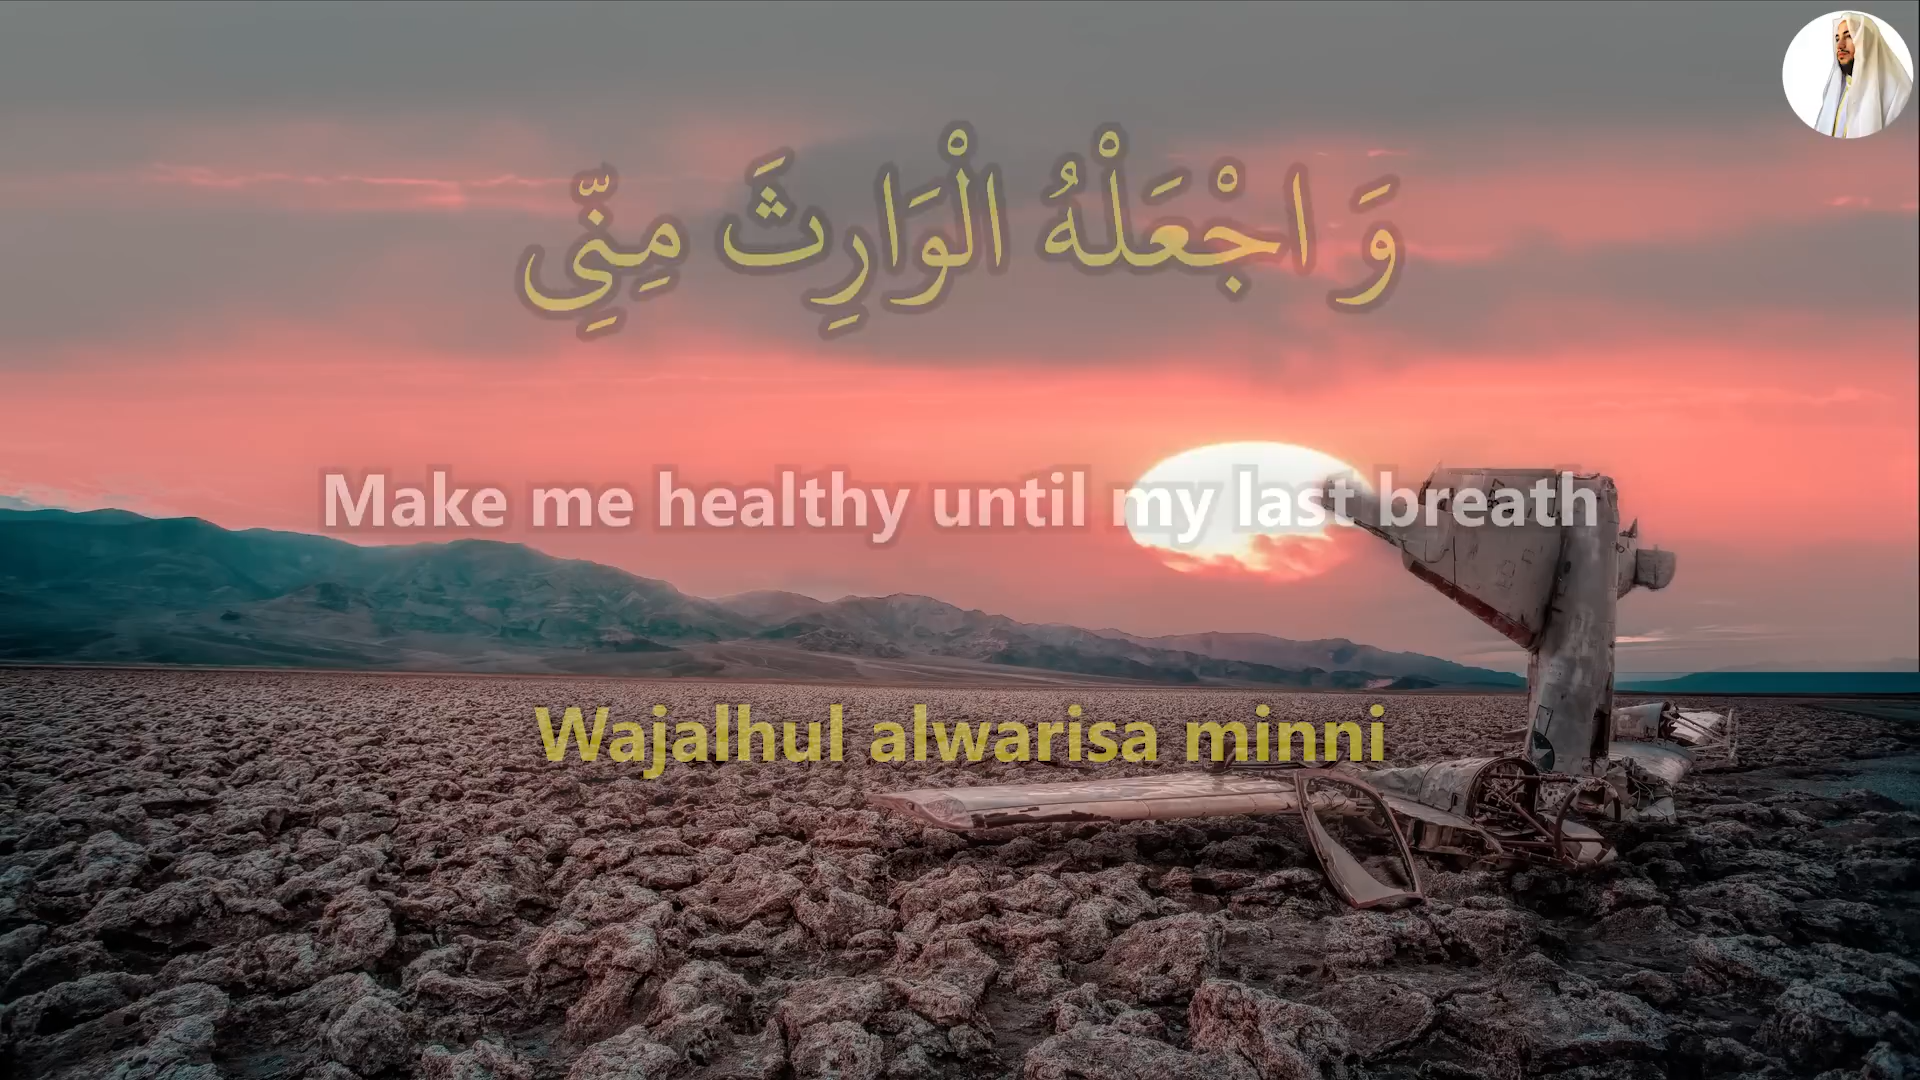 وَ اجْعَلْهُ الْوَارِثَ مِنِّي
Make me healthy until my last breath
Wajalhul alwarisa minni